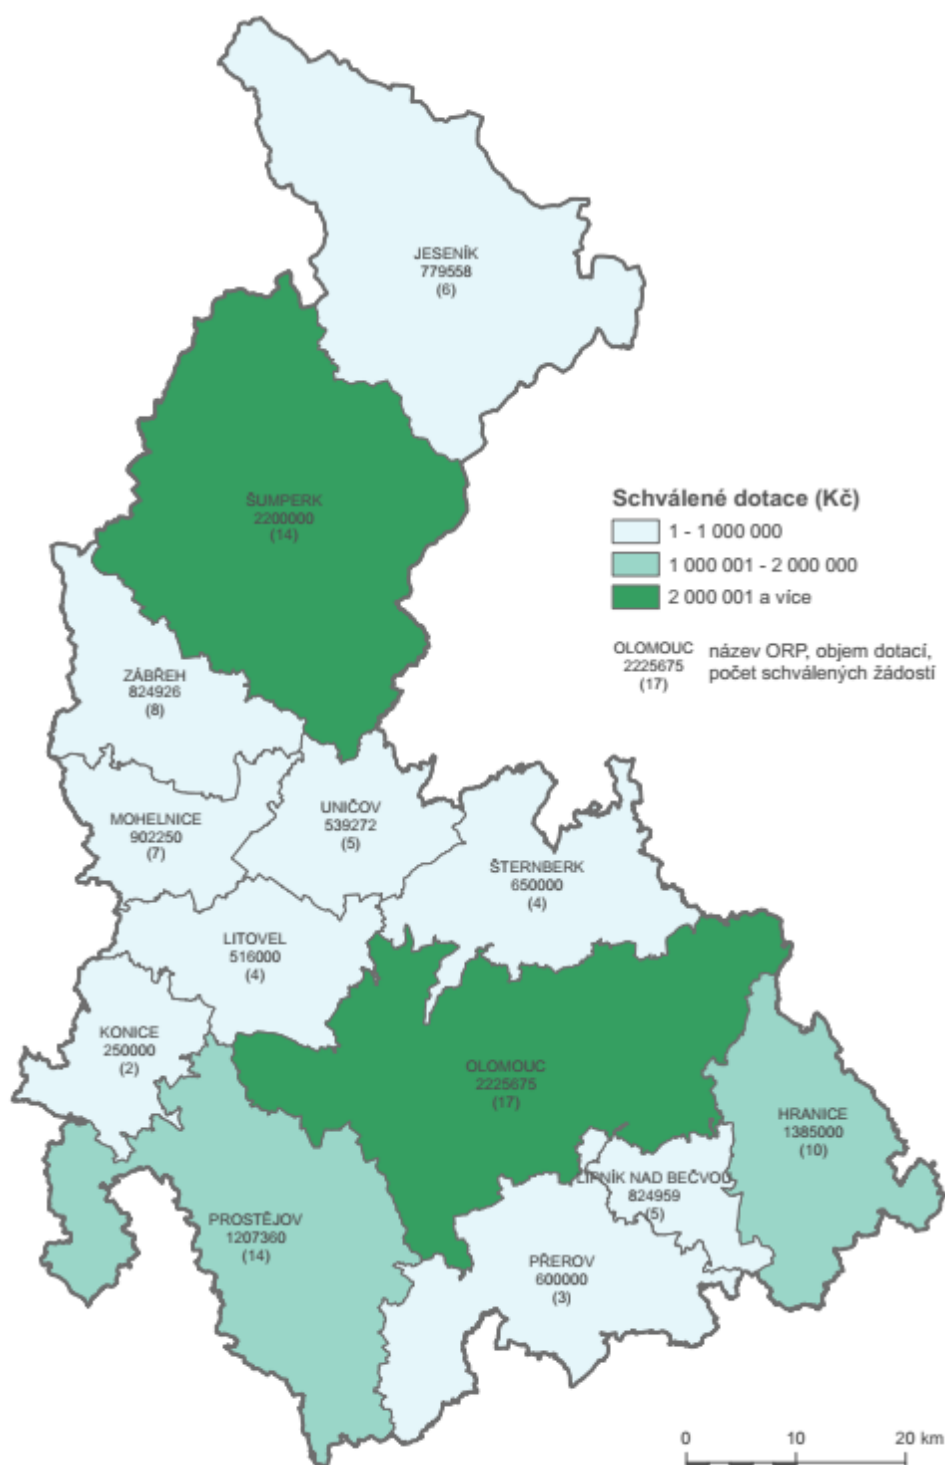 JESENÍK
779558
(6)
ŠUMPERK
2200000
(14)
Schválené dotace (Kč)
1 - 1 000 000
1 000 001 - 2 000 000
2 000 001 a více
OLOMOUC
2225675
(17)
název ORP, objem dotací,
počet schválených žádostí
ZÁBŘEH
824926
(8)
MOHELNICE
902250
(7)
UNIČOV
539272
(5)
ŠTERNBERK
650000
(4)
LITOVEL
516000
(4)
KONICE
250000
(2)
OLOMOUC
2225675
(17)
HRANICE
1385000
(10)
LIPNÍK NAD BEČVOU
824959
(5)
PROSTĚJOV
1207360
(14)
PŘEROV
600000
(3)
0 10 20 km